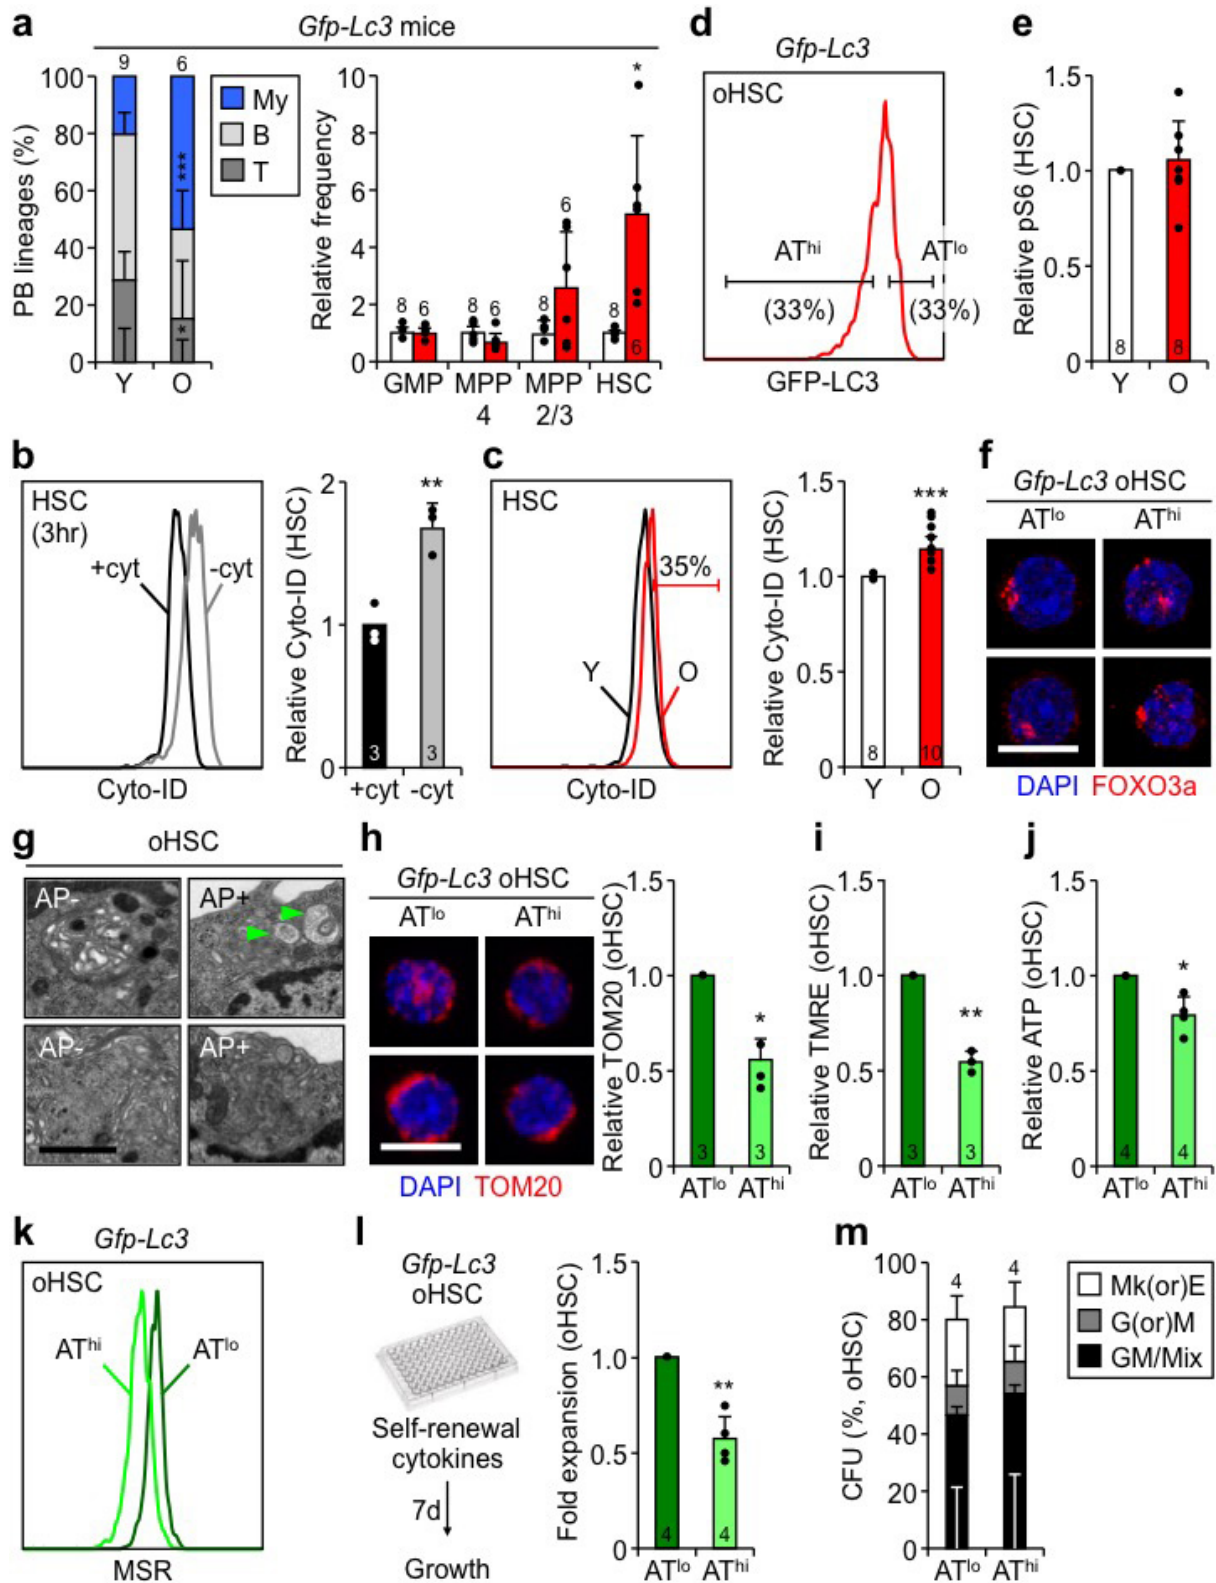 a
Gfp-Lc3 mice
PB lineages (%)
100
80
60
40
20
0
9
6
***
*
Y
O
My
B
T
Relative frequency
10
8
6
4
2
0
8
6
8
6
8
6
8
6
*
GMP
MPP
4
MPP
2/3
HSC
d
Gfp-Lc3
oHSC
AThi
ATlo
(33%)
(33%)
GFP-LC3
e
Relative pS6 (HSC)
1.5
1.0
0.5
0
8
8
Y
O
b
HSC
(3hr)
+cyt
-cyt
Cyto-ID
Relative Cyto-ID (HSC)
2
1
0
**
3
3
+cyt
-cyt
c
HSC
35%
Y
O
Cyto-ID
Relative Cyto-ID (HSC)
1.5
1.0
0.5
0
***
8
10
Y
O
f
Gfp-Lc3 oHSC
ATlo
AThi
DAPI FOXO3a
g
oHSC
AP-
AP+
AP-
AP+
h
Gfp-Lc3 oHSC
ATlo
AThi
DAPI TOM20
Relative TOM20 (oHSC)
1.5
1.0
0.5
0
*
3
3
ATlo
AThi
i
Relative TMRE (oHSC)
1.5
1.0
0.5
0
**
3
3
ATlo
AThi
j
Relative ATP (oHSC)
1.5
1.0
0.5
0
*
4
4
ATlo
AThi
k
Gfp-Lc3
oHSC
AThi
ATlo
MSR
l
Gfp-Lc3
oHSC
Self-renewal
cytokines
7d
Growth
Fold expansion (oHSC)
1.5
1.0
0.5
0
**
4
4
ATlo
AThi
m
CFU (%, oHSC)
100
80
60
40
20
0
4
4
ATlo
AThi
Mk(or)E
G(or)M
GM/Mix